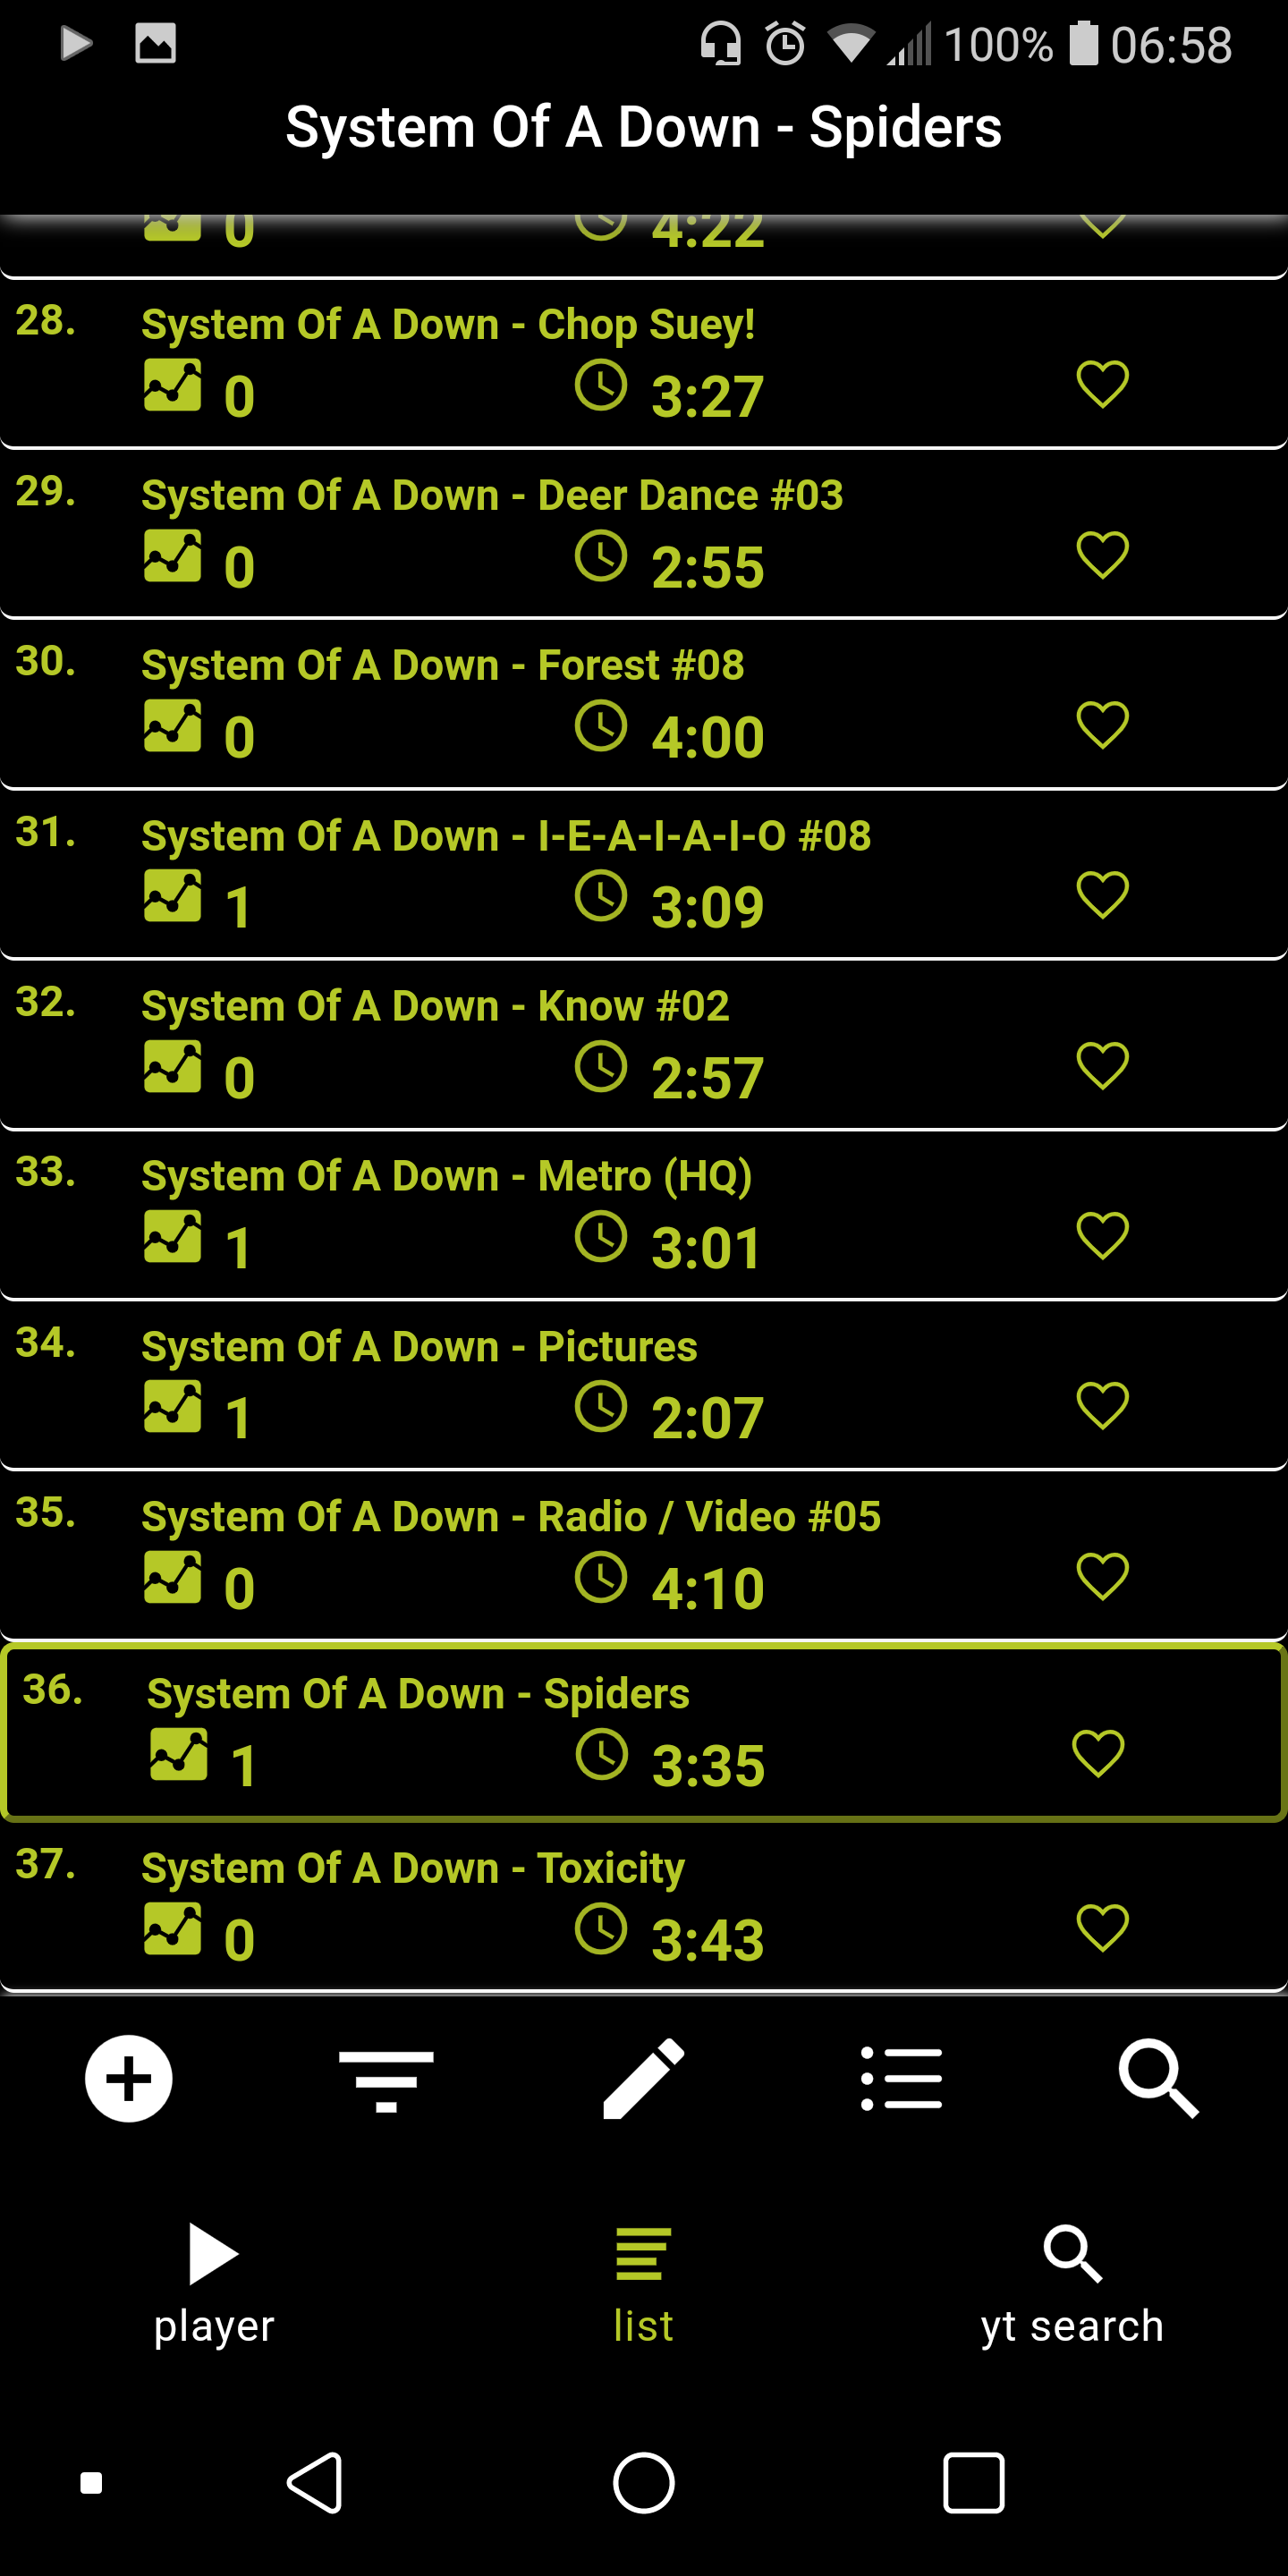 100% 06:58
System Of A Down - Spiders
0 4:22
28. System Of A Down - Chop Suey!
0 3:27
29. System Of A Down - Deer Dance #03
0 2:55
30. System Of A Down - Forest #08
0 4:00
31. System Of A Down - I-E-A-I-A-I-O #08
1 3:09
32. System Of A Down - Know #02
0 2:57
33. System Of A Down - Metro (HQ)
1 3:01
34. System Of A Down - Pictures
1 2:07
35. System Of A Down - Radio / Video #05
0 4:10
36. System Of A Down - Spiders
1 3:35
37. System Of A Down - Toxicity
0 3:43
player list yt search